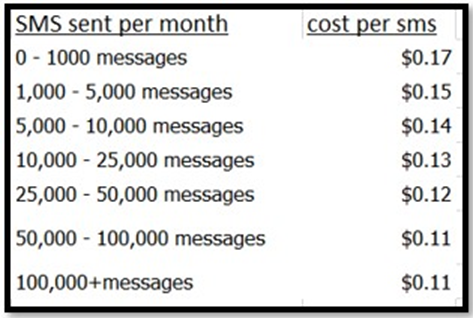 SMS sent per month cost per sms
0 - 1000 messages $0.17
1,000 - 5,000 messages $0.15
5,000 - 10,000 messages $0.14
10,000 - 25,000 messages $0.13
25,000 - 50,000 messages $0.12
50,000 - 100,000 messages $0.11
100,000+messages $0.11